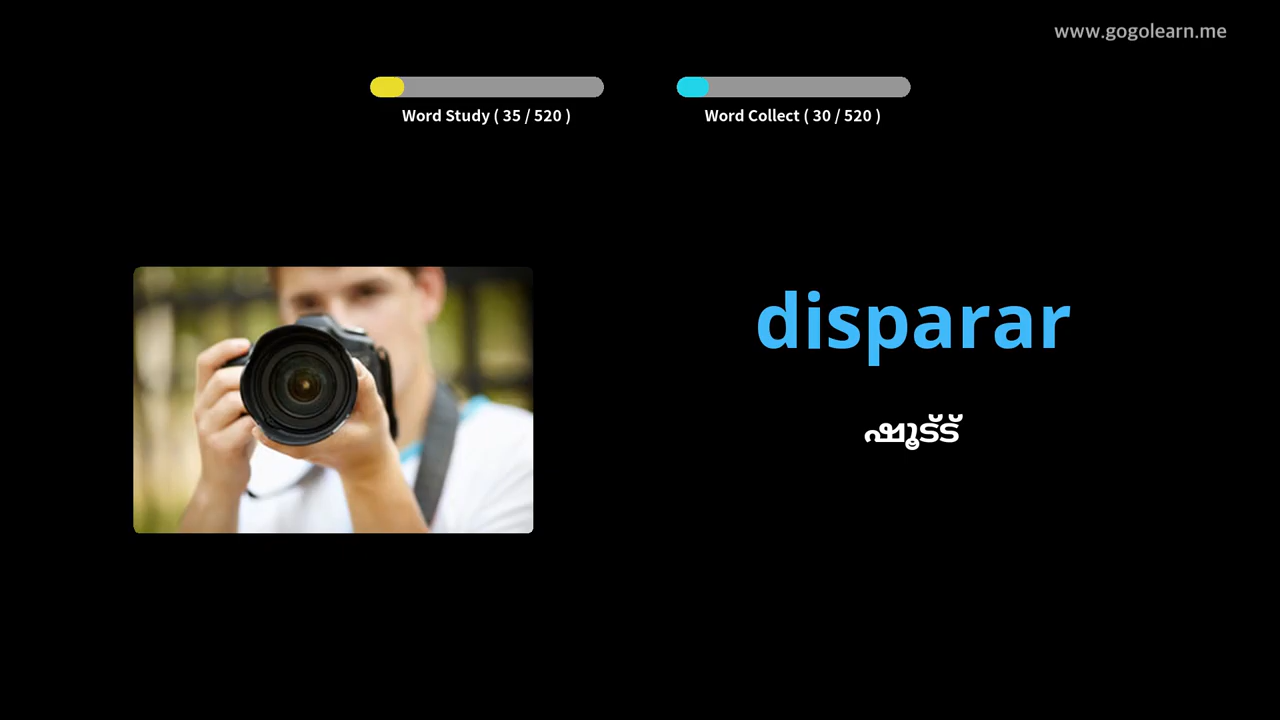 www.gogolearn.me
Word Study ( 35 / 520 )
Word Collect ( 30 / 520 )
disparar
ഷൂട്ട്